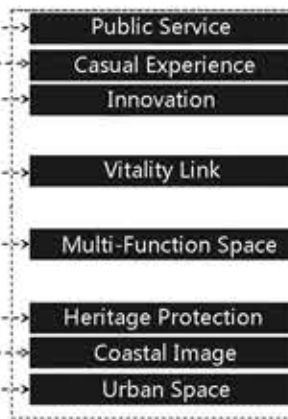 Public Service
Casual Experience
Innovation
Vitality Link
Multi-Function Space
Heritage Protection
Coastal Image
Urban Space